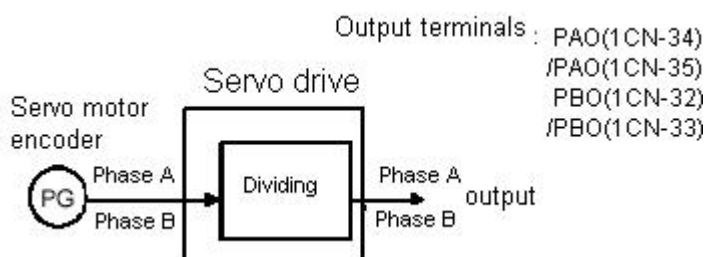 Output terminals : PAO(1CN-34)
/PAO(1CN-35)
PBO(1CN-32)
/PBO(1CN-33)
Servo drive
Servo motor
encoder
PG
Phase A
Phase B
Dividing
Phase A
Phase B
output